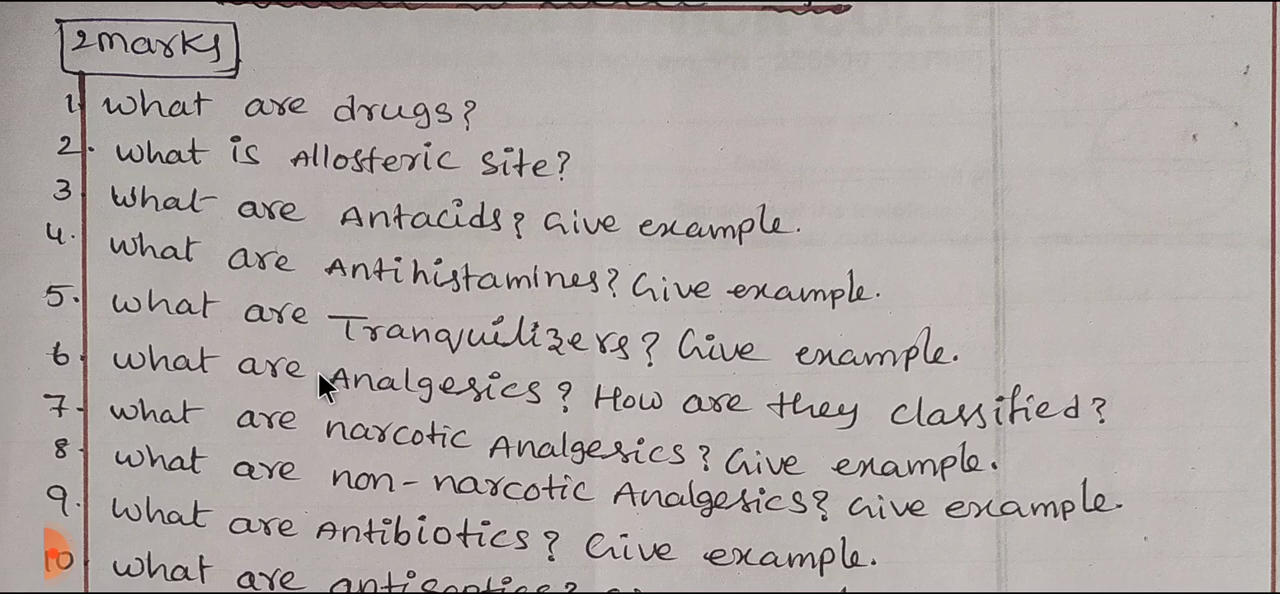 2 marks
1 What are drugs?
2. What is Allosteric site?
3 What are Antacids? Give example.
4. What are Antihistamines? Give example.
5. What are Tranquilizers? Give example.
6 What are Analgesics? How are they classified?
7. What are narcotic Analgesics? Give example.
8 What are non-narcotic Analgesics? Give example.
9. What are Antibiotics? Give example.
10 What are antiseptics?